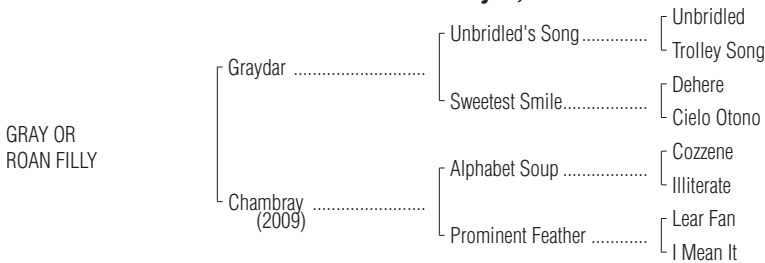 Unbridled
Unbridled's Song ..............
Trolley Song
Graydar ............................
Dehere
Sweetest Smile...................
Cielo Otono
GRAY OR
ROAN FILLY
Cozzene
Alphabet Soup ..................
Illiterate
Chambray ........................
(2009)
Lear Fan
Prominent Feather ............
I Mean It